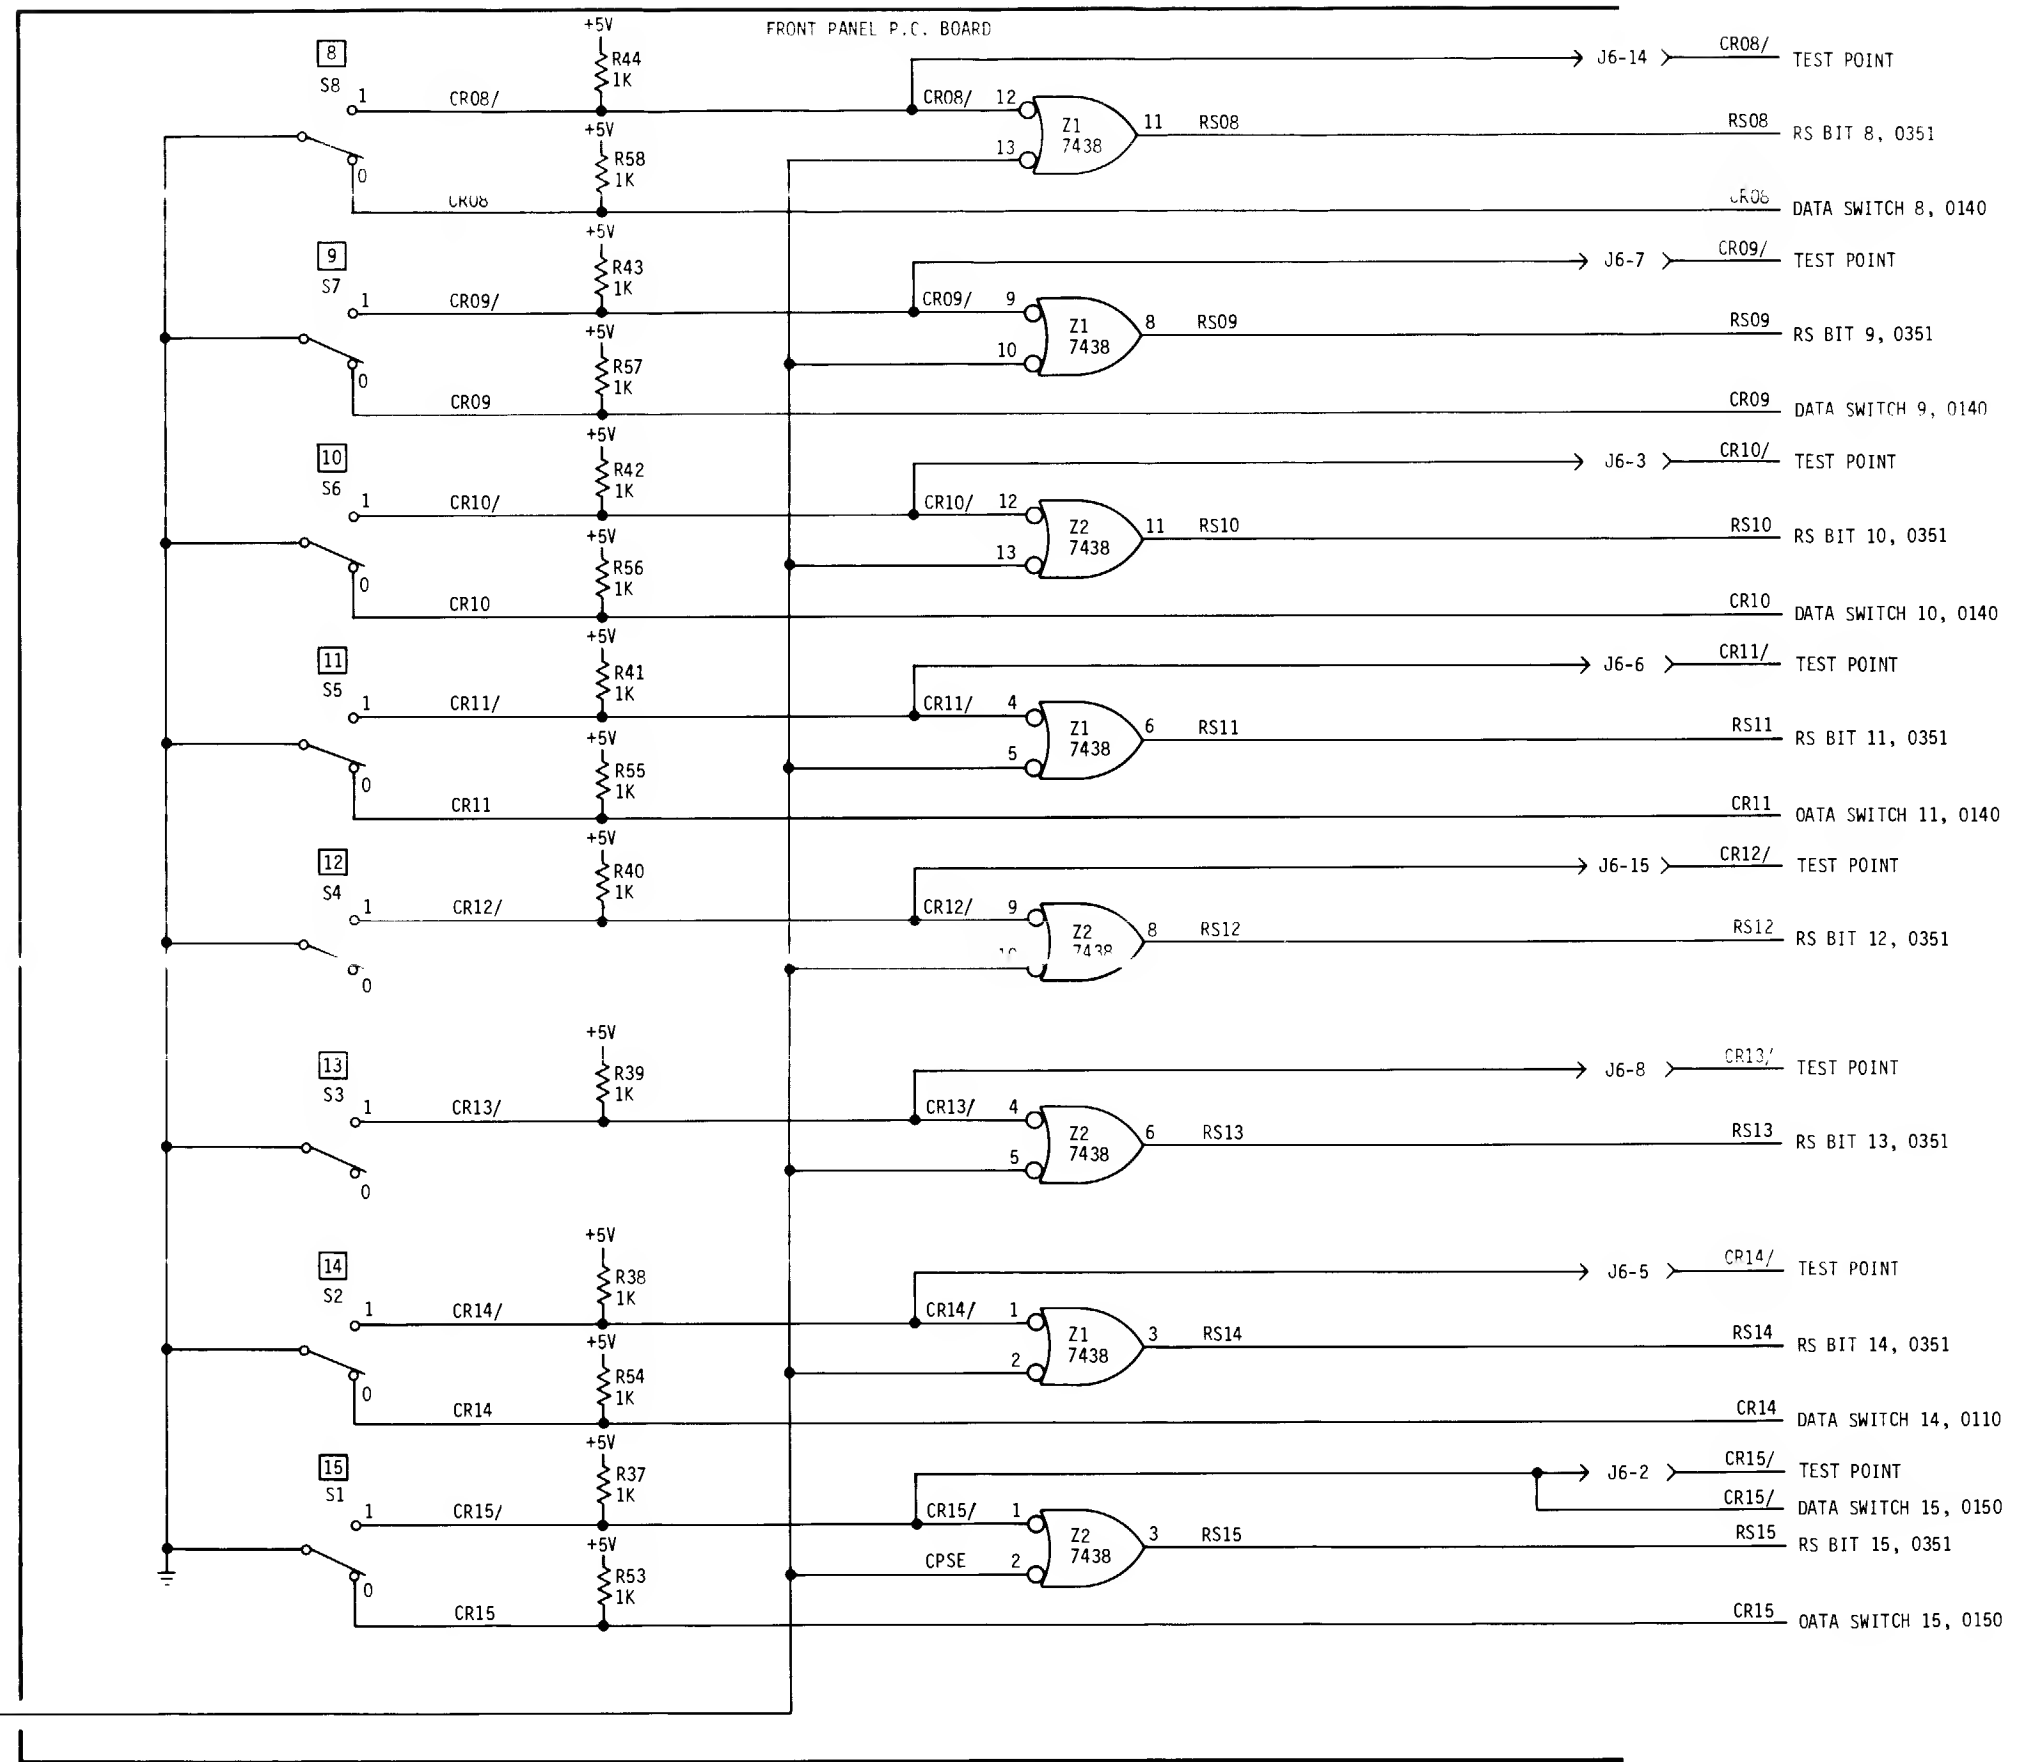 FRONT PANEL P.C. BOARD
+5V
8
S8
R44
1K
1
CR08/
CR08/
12
J6-14
CR08/
TEST POINT
Z1
7438
11
RS08
RS08
RS BIT 8, 0351
13
+5V
R58
1K
0
CR08
CR08
DATA SWITCH 8, 0140
+5V
9
S7
R43
1K
1
CR09/
CR09/
9
J6-7
CR09/
TEST POINT
Z1
7438
8
RS09
RS09
RS BIT 9, 0351
10
+5V
R57
1K
0
CR09
CR09
DATA SWITCH 9, 0140
+5V
10
S6
R42
1K
1
CR10/
CR10/
12
J6-3
CR10/
TEST POINT
Z2
7438
11
RS10
RS10
RS BIT 10, 0351
13
+5V
R56
1K
0
CR10
CR10
DATA SWITCH 10, 0140
+5V
11
S5
R41
1K
1
CR11/
CR11/
4
J6-6
CR11/
TEST POINT
Z1
7438
6
RS11
RS11
RS BIT 11, 0351
5
+5V
R55
1K
0
CR11
CR11
OATA SWITCH 11, 0140
+5V
12
S4
R40
1K
1
CR12/
CR12/
9
J6-15
CR12/
TEST POINT
Z2
7438
8
RS12
RS12
RS BIT 12, 0351
0
+5V
13
S3
R39
1K
1
CR13/
CR13/
4
J6-8
CR13/
TEST POINT
Z2
7438
6
RS13
RS13
RS BIT 13, 0351
5
0
+5V
14
S2
R38
1K
1
CR14/
CR14/
1
J6-5
CR14/
TEST POINT
Z1
7438
3
RS14
RS14
RS BIT 14, 0351
2
+5V
R54
1K
0
CR14
CR14
DATA SWITCH 14, 0110
+5V
15
S1
R37
1K
1
CR15/
CR15/
1
J6-2
CR15/
TEST POINT
CR15/
DATA SWITCH 15, 0150
Z2
7438
3
RS15
RS15
RS BIT 15, 0351
CPSE
2
+5V
R53
1K
0
CR15
CR15
OATA SWITCH 15, 0150